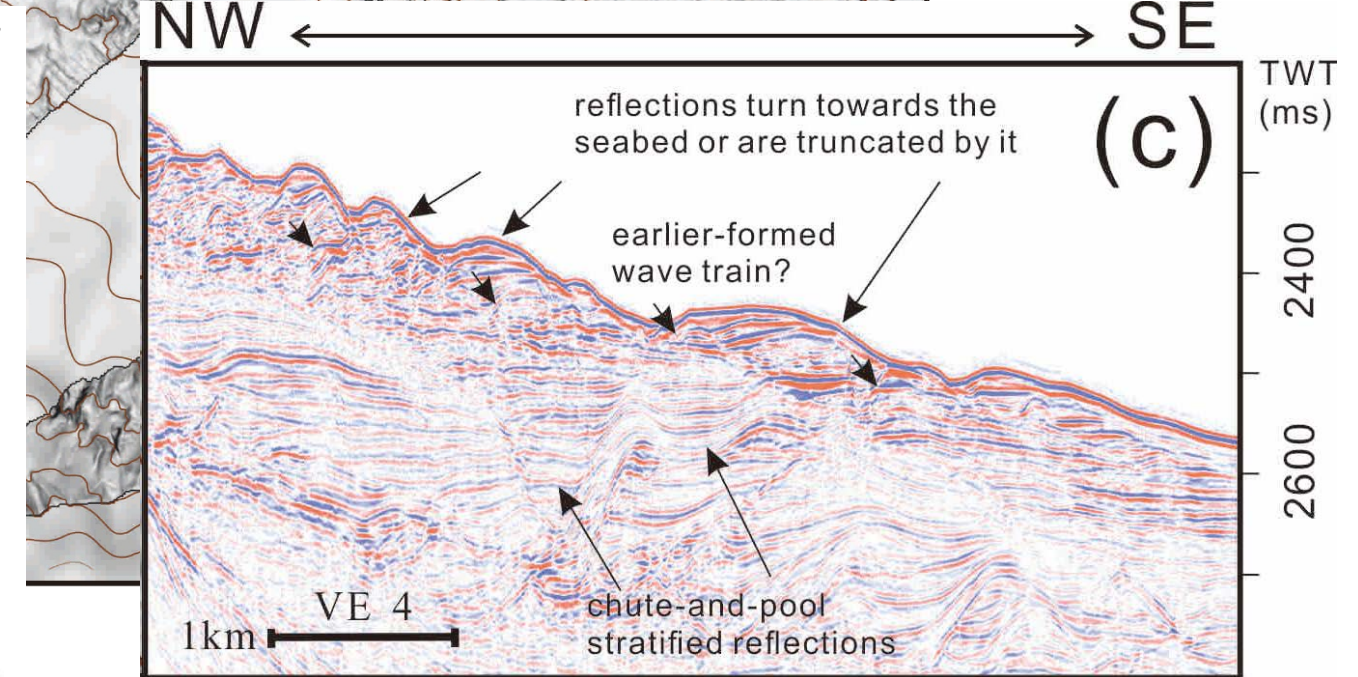 NW SE
TWT
(ms)
(c)
reflections turn towards the
seabed or are truncated by it
earlier-formed
wave train?
2400
2600
chute-and-pool
stratified reflections
VE 4
1km